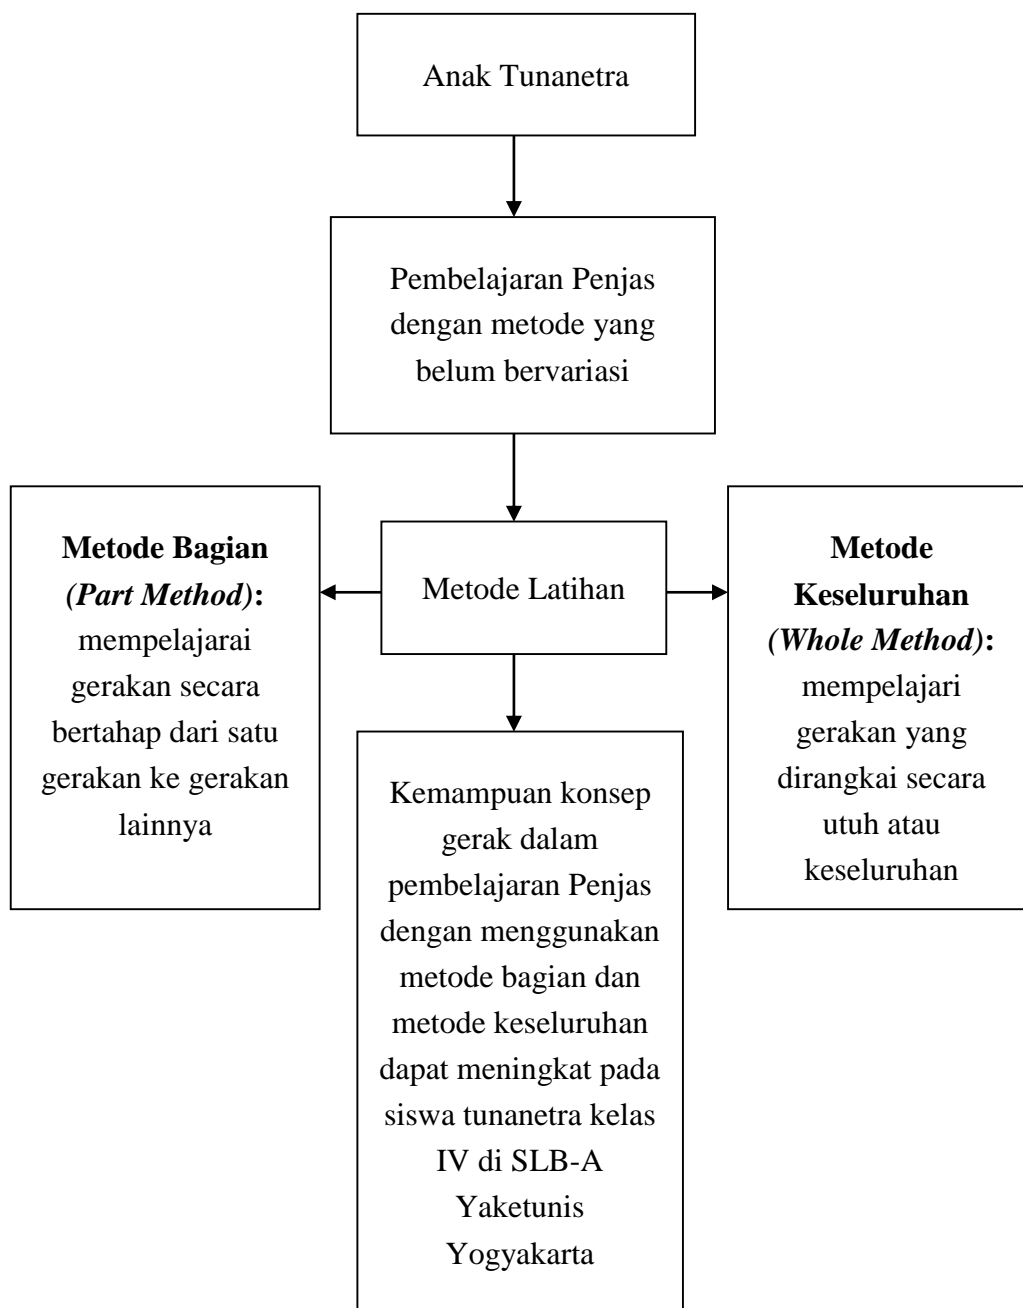 Anak Tunanetra
Pembelajaran Penjas
dengan metode yang
belum bervariasi
Metode Bagian
(Part Method):
mempelajarai
gerakan secara
bertahap dari satu
gerakan ke gerakan
lainnya
Metode Latihan
Metode
Keseluruhan
(Whole Method):
mempelajari
gerakan yang
dirangkai secara
utuh atau
keseluruhan
Kemampuan konsep
gerak dalam
pembelajaran Penjas
dengan menggunakan
metode bagian dan
metode keseluruhan
dapat meningkat pada
siswa tunanetra kelas
IV di SLB-A
Yaketunis
Yogyakarta